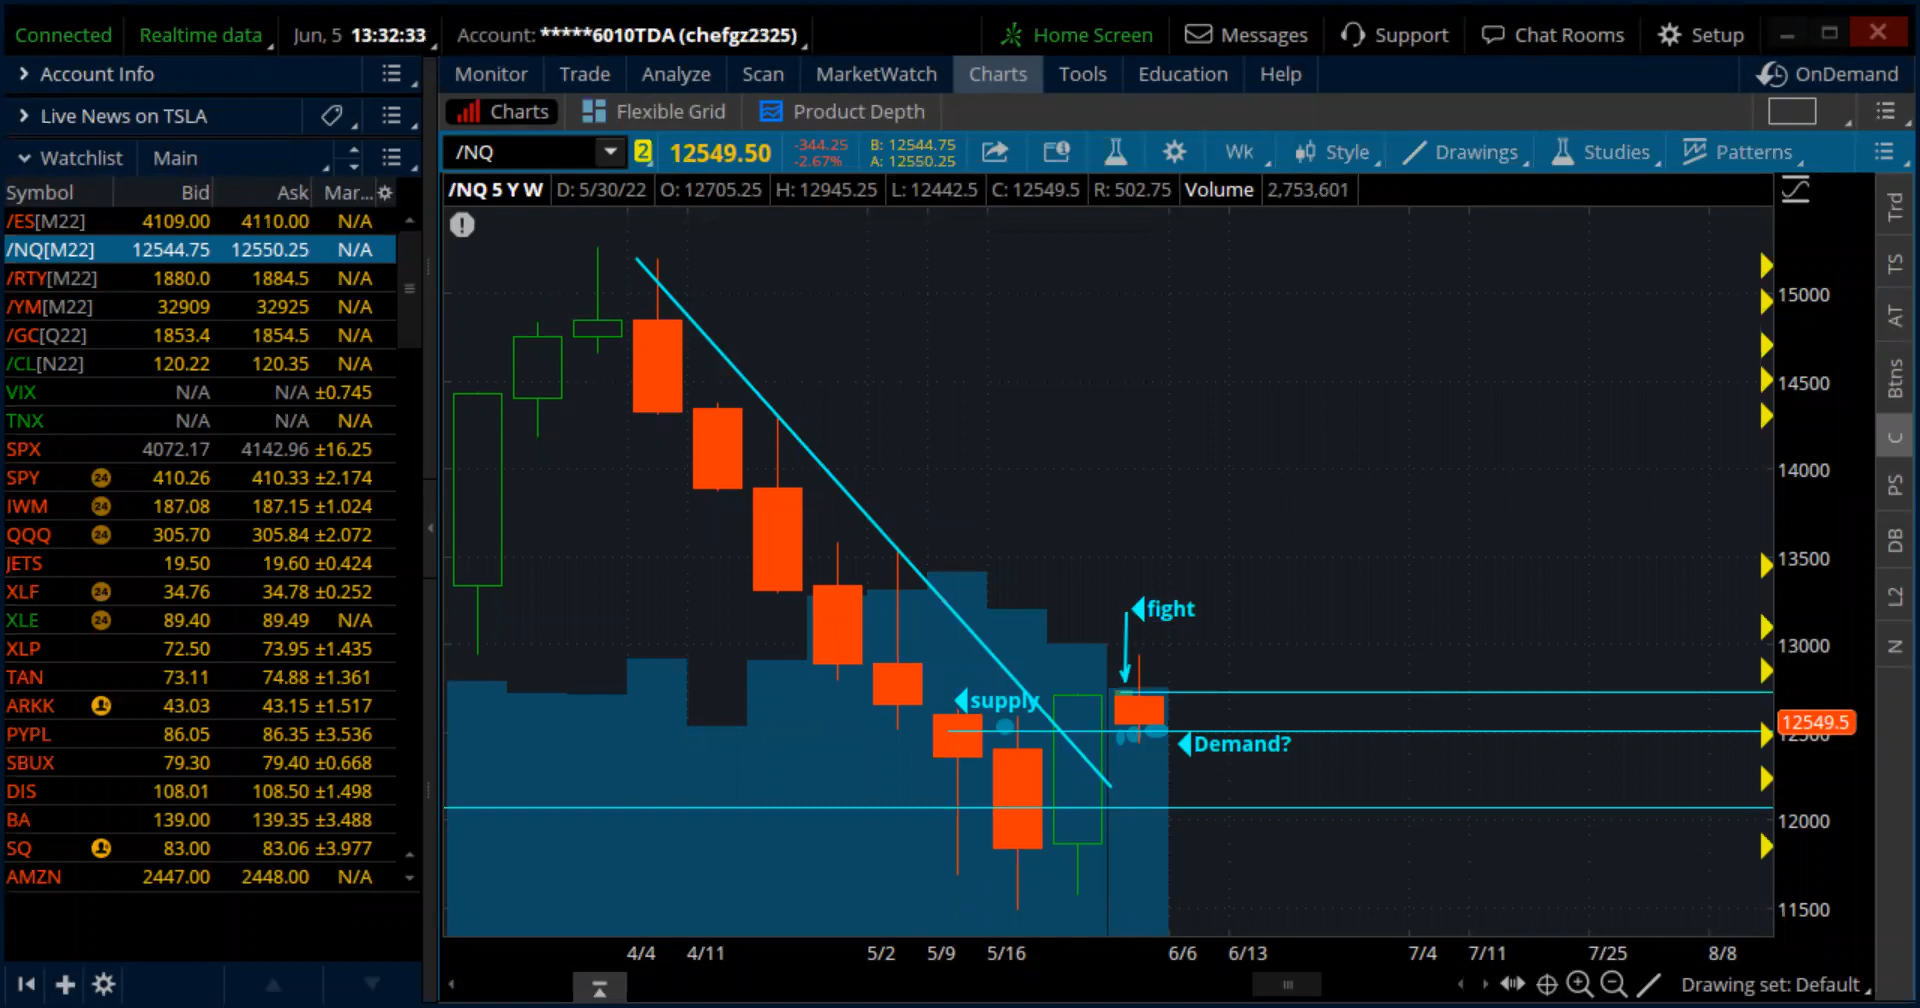 Connected Realtime data Jun, 5 13:32:33 Account: *****6010TDA (chefgz2325) Home Screen Messages Support Chat Rooms Setup
Account Info Monitor Trade Analyze Scan MarketWatch Charts Tools Education Help OnDemand
Live News on TSLA Charts Flexible Grid Product Depth
Watchlist Main /NQ 2 12549.50 -344.25 B: 12544.75 Wk Style Drawings Studies Patterns
-2.67% A: 12550.25
Symbol Bid Ask Mar... /NQ 5 Y W D: 5/30/22 O: 12705.25 H: 12945.25 L: 12442.5 C: 12549.5 R: 502.75 Volume 2,753,601
/ES[M22] 4109.00 4110.00 N/A
/NQ[M22] 12544.75 12550.25 N/A
/RTY[M22] 1880.0 1884.5 N/A
/YM[M22] 32909 32925 N/A
/GC[Q22] 1853.4 1854.5 N/A
/CL[N22] 120.22 120.35 N/A
VIX N/A N/A ±0.745
TNX N/A N/A N/A
SPX 4072.17 4142.96 ±16.25
SPY 24 410.26 410.33 ±2.174
IWM 24 187.08 187.15 ±1.024
QQQ 24 305.70 305.84 ±2.072
JETS 19.50 19.60 ±0.424
XLF 24 34.76 34.78 ±0.252
XLE 24 89.40 89.49 N/A
XLP 72.50 73.95 ±1.435
TAN 73.11 74.88 ±1.361
ARKK 43.03 43.15 ±1.517
PYPL 86.05 86.35 ±3.536
SBUX 79.30 79.40 ±0.668
DIS 108.01 108.50 ±1.498
BA 139.00 139.35 ±3.488
SQ 83.00 83.06 ±3.977
AMZN 2447.00 2448.00 N/A
fight
supply
Demand?
15000
14500
14000
13500
13000
12549.5
12500
12000
11500
4/4 4/11 5/2 5/9 5/16 6/6 6/13 7/4 7/11 7/25 8/8
Trd
TS
AT
Btns
C
PS
DB
L2
N
Drawing set: Default